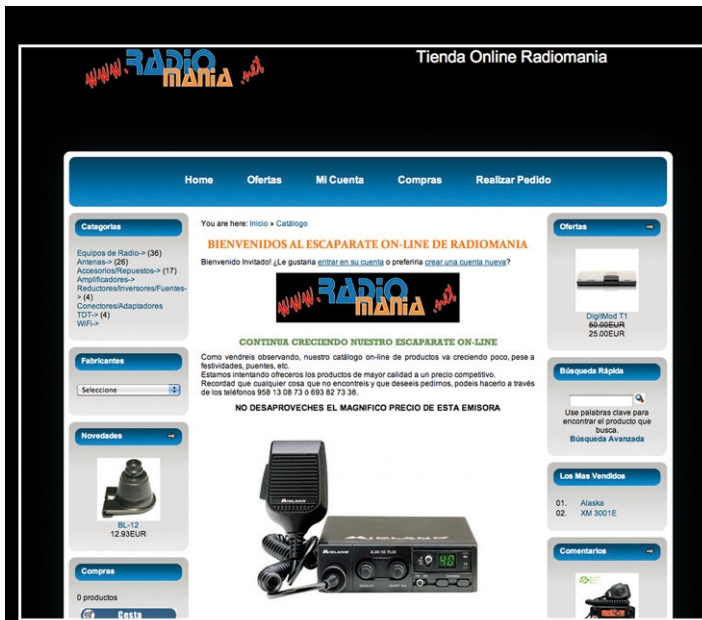 www.RADIO MANIA .net
Tienda Online Radiomania
Home Ofertas Mi Cuenta Compras Realizar Pedido
Categorias
Equipos de Radio-> (36)
Antenas-> (26)
Accesorios/Repuestos-> (17)
Amplificadores->
Reductores/Inversores/Fuentes-
> (4)
Conectores/Adaptadores
TDT-> (4)
WiFi->
Fabricantes
Seleccione
Novedades
BL-12
12.93EUR
Compras
0 productos
Cesta
You are here: Inicio » Catálogo
BIENVENIDOS AL ESCAPARATE ON-LINE DE RADIOMANIA
Bienvenido Invitado! ¿Le gustaria entrar en su cuenta o preferiria crear una cuenta nueva?
www.RADIO MANIA .net
CONTINUA CRECIENDO NUESTRO ESCAPARATE ON-LINE
Como vendreis observando, nuestro catálogo on-line de productos va creciendo poco, pese a
festividades, puentes, etc.
Estamos intentando ofreceros los productos de mayor calidad a un precio competitivo.
Recordad que cualquier cosa que no encontreis y que deseeis pedirnos, podeis hacerlo a través
de los teléfonos 958 13 08 73 ó 693 82 73 38.
NO DESAPROVECHES EL MAGNIFICO PRECIO DE ESTA EMISORA
MIDLAND
MIDLAND
MIDLAND ALAN 100 PLUS
40
Ofertas
DigitMod T1
50.00EUR
25.00EUR
Búsqueda Rápida
Use palabras clave para
encontrar el producto que
busca.
Búsqueda Avanzada
Los Mas Vendidos
01. Alaska
02. XM 3001E
Comentarios